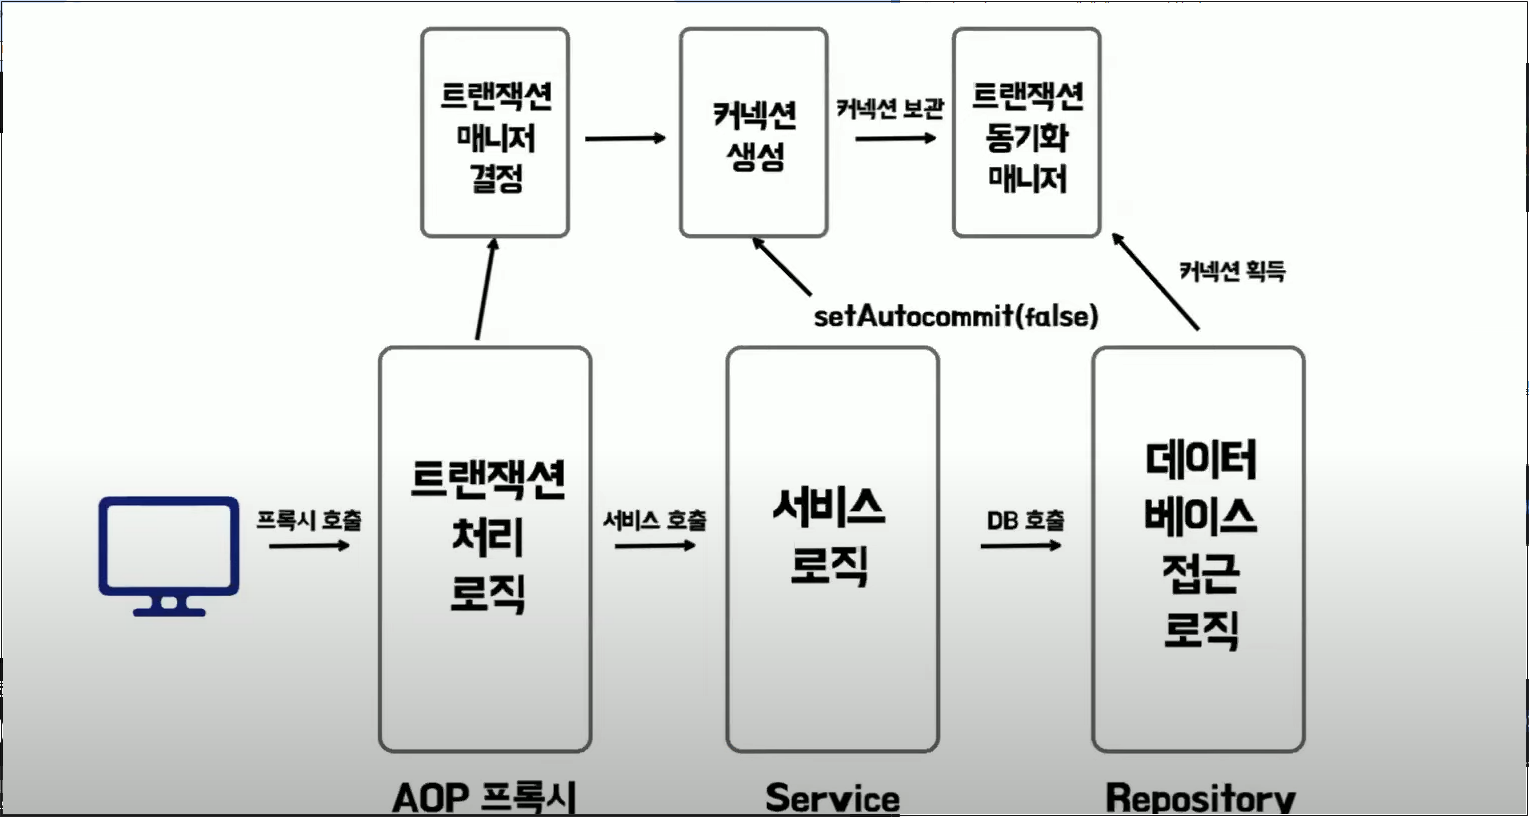 트랜잭션
매니저
결정
커넥션
생성
커넥션 보관
트랜잭션
동기화
매니저
커넥션 획득
setAutocommit(false)
프록시 호출
트랜잭션
처리
로직
서비스 호출
서비스
로직
DB 호출
데이터
베이스
접근
로직
AOP 프록시
Service
Repository